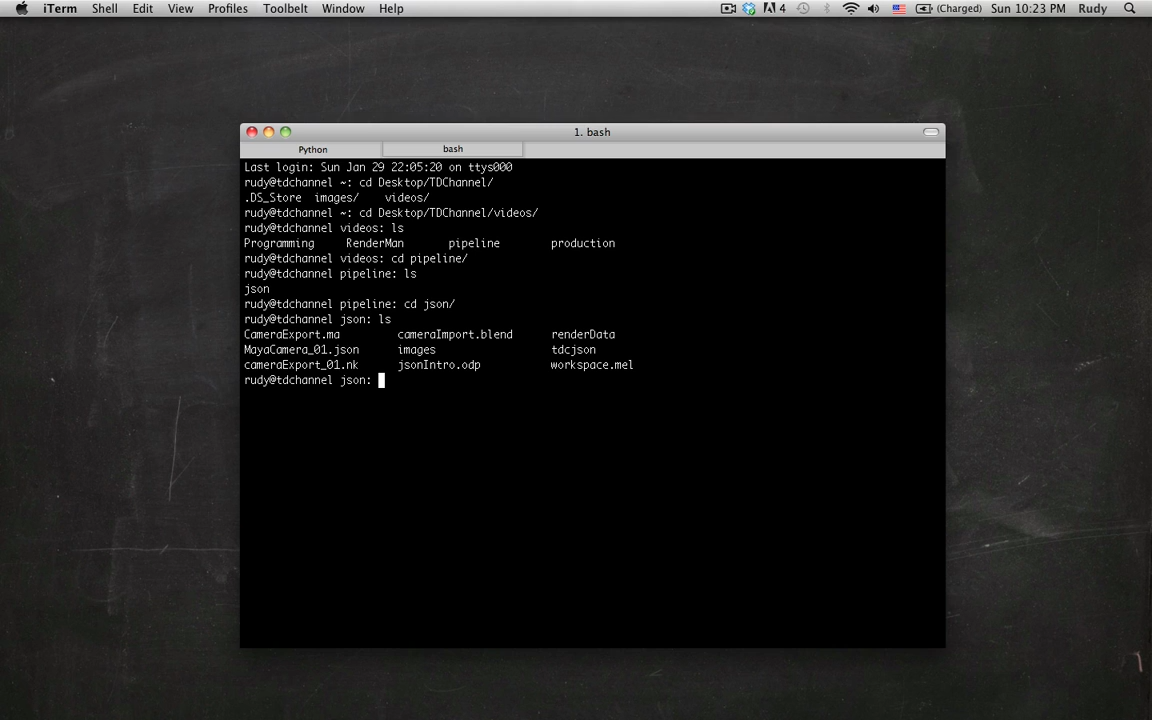 iTerm Shell Edit View Profiles Toolbelt Window Help 4 (Charged) Sun 10:23 PM Rudy
1. bash
Python bash
Last login: Sun Jan 29 22:05:20 on ttys000
rudy@tdchannel ~: cd Desktop/TDChannel/
.DS_Store images/ videos/
rudy@tdchannel ~: cd Desktop/TDChannel/videos/
rudy@tdchannel videos: ls
Programming RenderMan pipeline production
rudy@tdchannel videos: cd pipeline/
rudy@tdchannel pipeline: ls
json
rudy@tdchannel pipeline: cd json/
rudy@tdchannel json: ls
CameraExport.ma cameraImport.blend renderData
MayaCamera_01.json images tdcjson
cameraExport_01.nk jsonIntro.odp workspace.mel
rudy@tdchannel json: